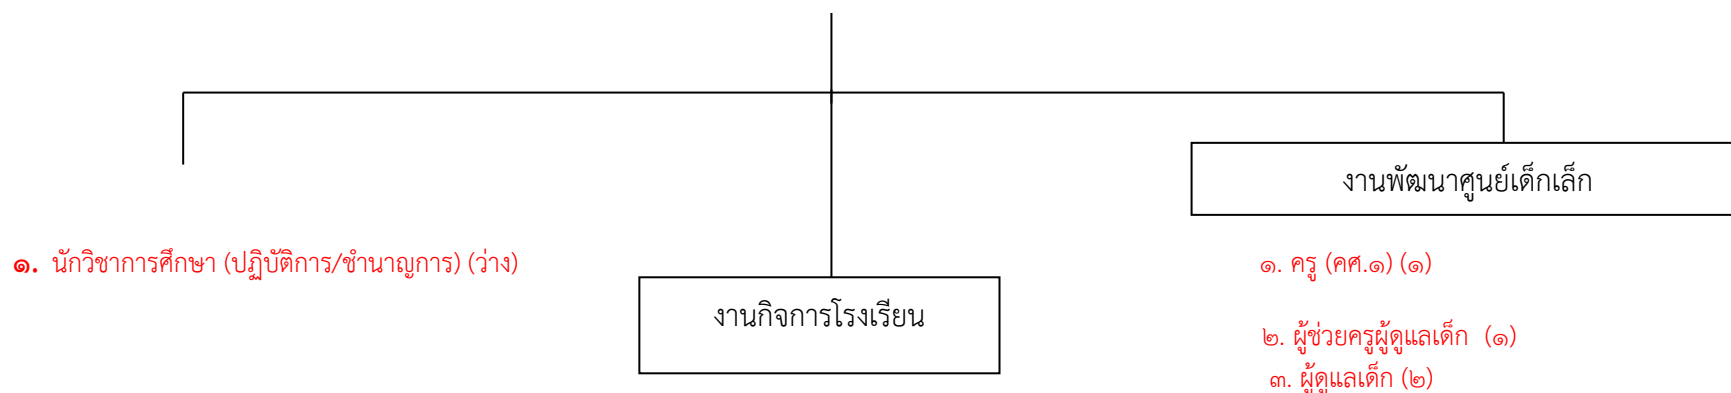 งานพัฒนาศูนย์เด็กเล็ก
๑. นักวิชาการศึกษา (ปฏิบัติการ/ชำนาญการ) (ว่าง)
๑. ครู (คศ.๑) (๑)
งานกิจการโรงเรียน
๒. ผู้ช่วยครูผู้ดูแลเด็ก (๑)
๓. ผู้ดูแลเด็ก (๒)